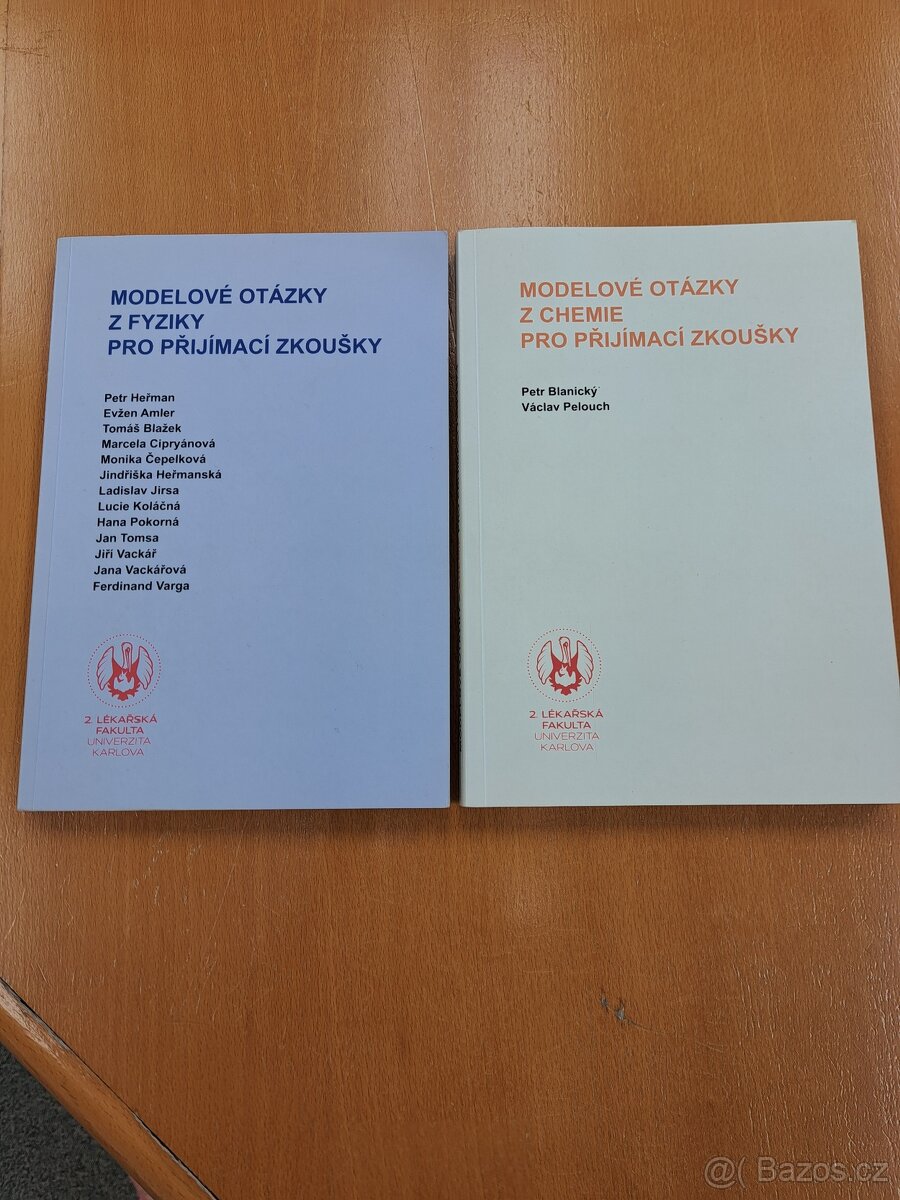 MODELOVÉ OTÁZKY
Z FYZIKY
PRO PŘIJÍMACÍ ZKOUŠKY
Petr Heřman
Evžen Amler
Tomáš Blažek
Marcela Cipryánová
Monika Čepelková
Jindřiška Heřmanská
Ladislav Jirsa
Lucie Koláčná
Hana Pokorná
Jan Tomsa
Jiří Vackář
Jana Vackářová
Ferdinand Varga
2. LÉKAŘSKÁ
FAKULTA
UNIVERZITA
KARLOVA
MODELOVÉ OTÁZKY
Z CHEMIE
PRO PŘIJÍMACÍ ZKOUŠKY
Petr Blanický
Václav Pelouch
2. LÉKAŘSKÁ
FAKULTA
UNIVERZITA
KARLOVA
@( Bazos.cz